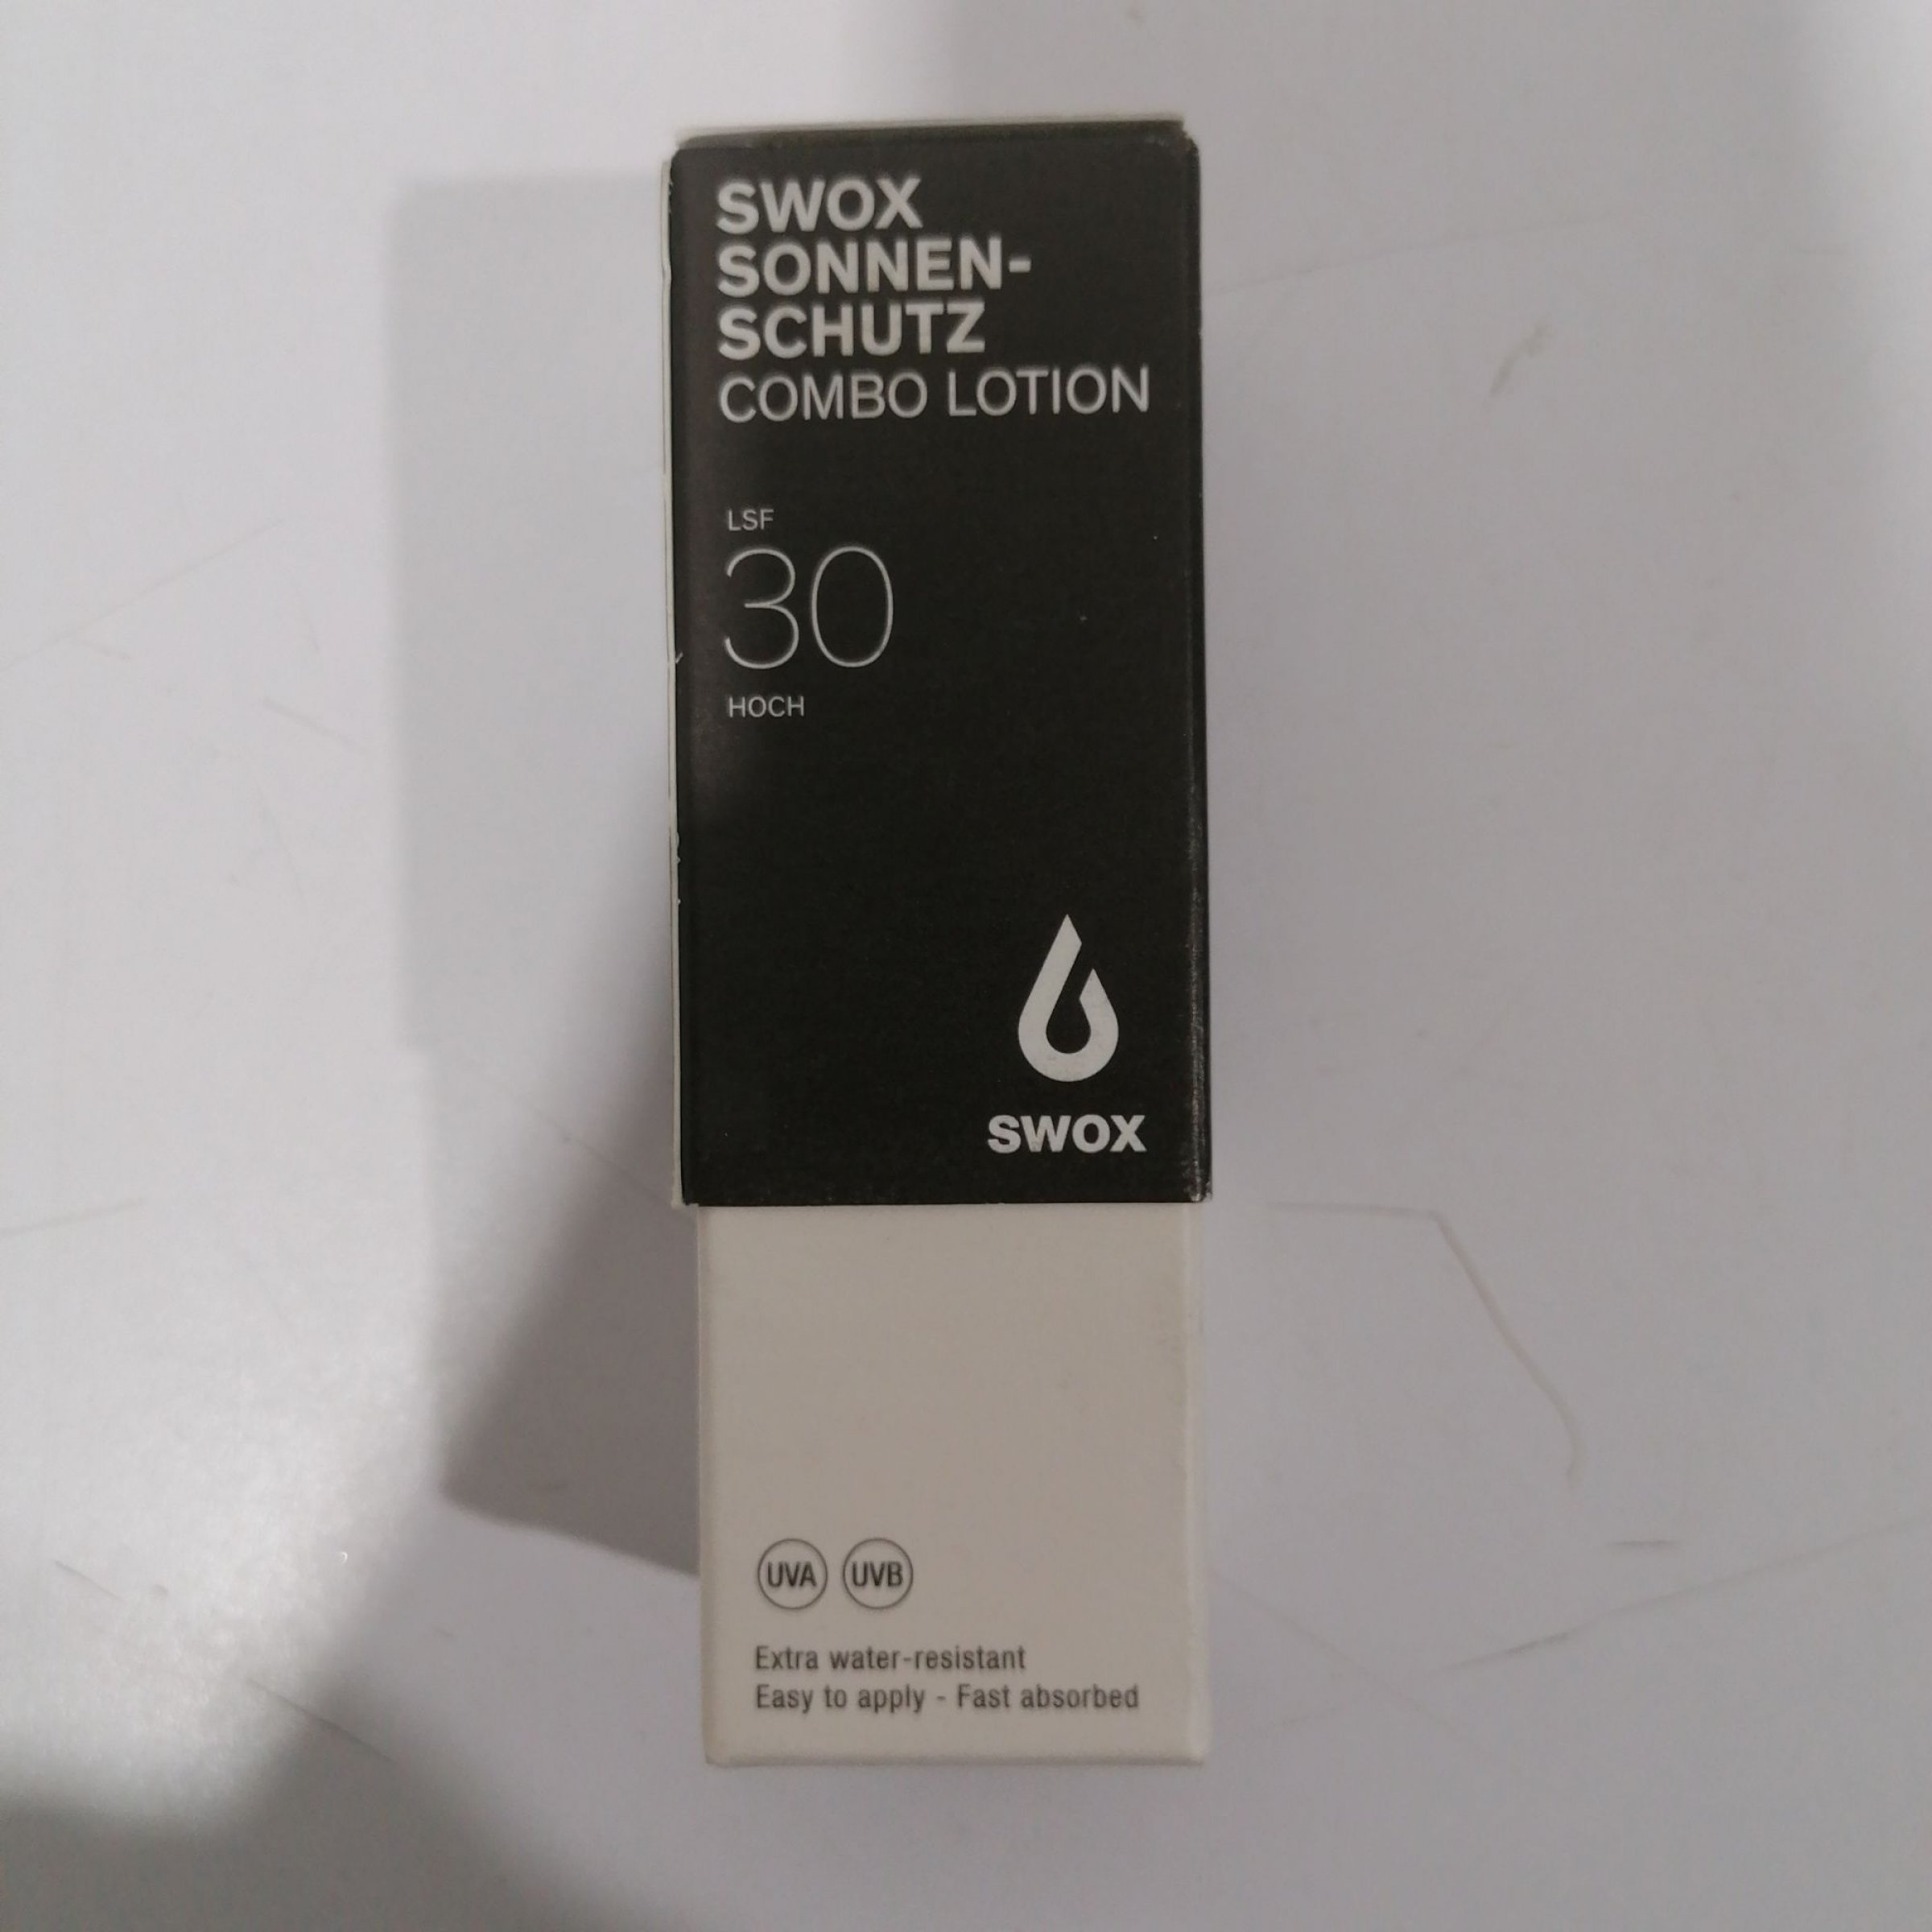 SWOX
SONNEN-
SCHUTZ
COMBO LOTION
LSF
30
HOCH
SWOX
UVA UVB
Extra water-resistant
Easy to apply - Fast absorbed